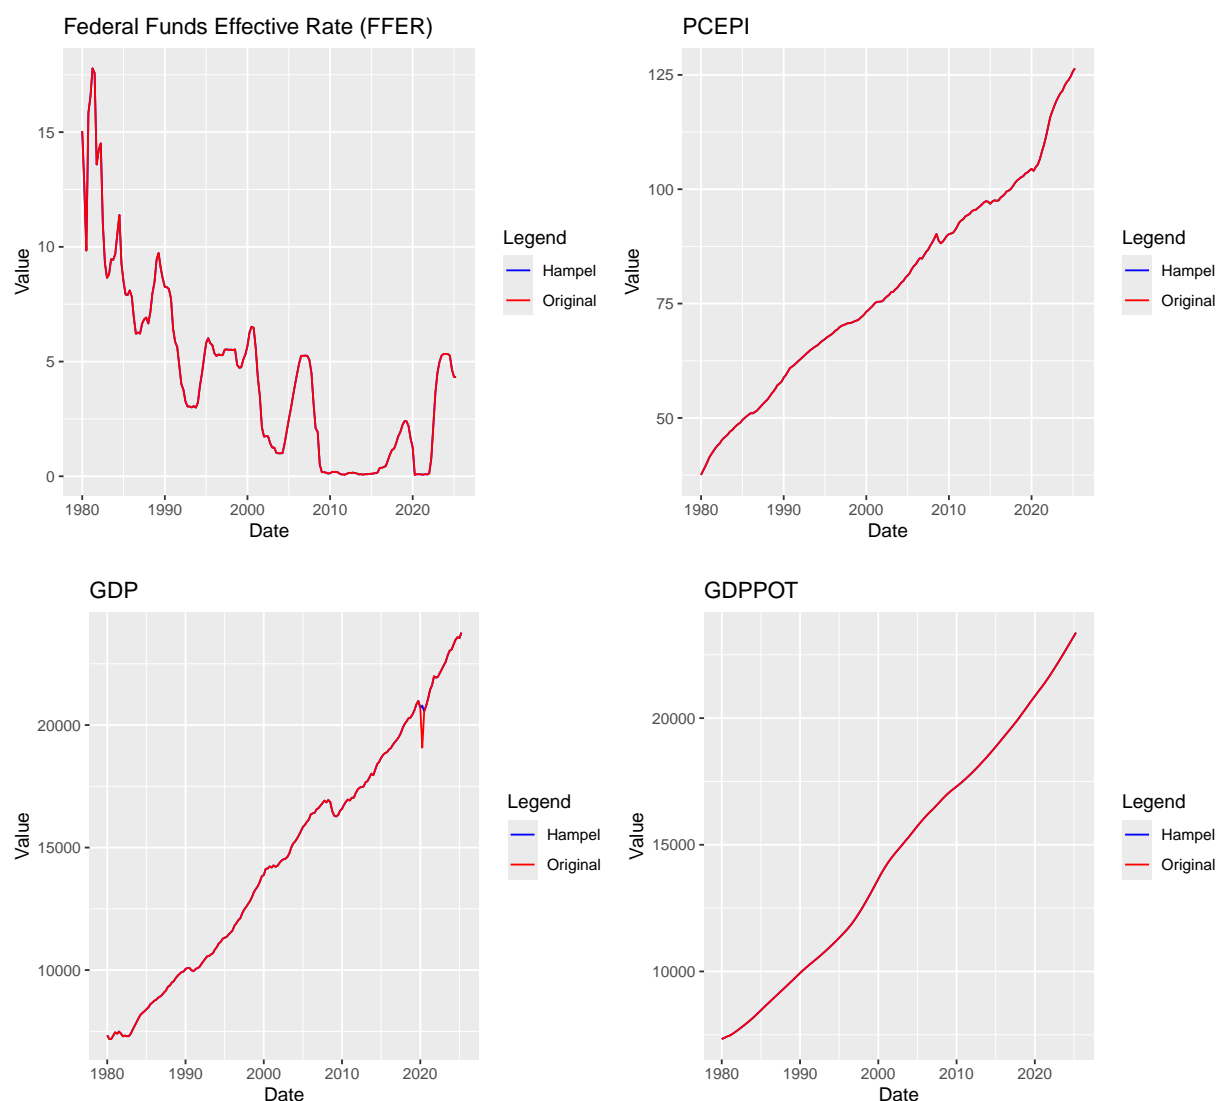 Federal Funds Effective Rate (FFER)
Value
15
10
5
0
1980 1990 2000 2010 2020
Date
Legend
Hampel
Original
PCEPI
Value
125
100
75
50
1980 1990 2000 2010 2020
Date
Legend
Hampel
Original
GDP
Value
20000
15000
10000
1980 1990 2000 2010 2020
Date
Legend
Hampel
Original
GDPPOT
Value
20000
15000
10000
1980 1990 2000 2010 2020
Date
Legend
Hampel
Original